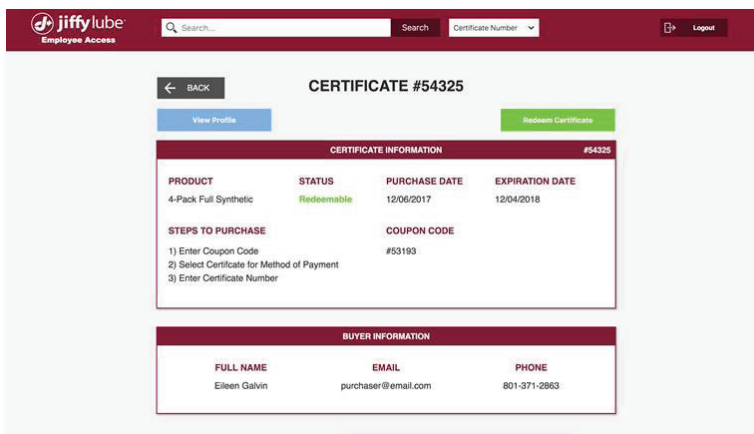 jiffylube
Employee Access
Search...
Search
Certificate Number
Logout
BACK
CERTIFICATE #54325
View Profile
Redeem Certificate
CERTIFICATE INFORMATION #54325
PRODUCT STATUS PURCHASE DATE EXPIRATION DATE
4-Pack Full Synthetic Redeemable 12/06/2017 12/04/2018
STEPS TO PURCHASE COUPON CODE
1) Enter Coupon Code #53193
2) Select Certifcate for Method of Payment
3) Enter Certificate Number
BUYER INFORMATION
FULL NAME EMAIL PHONE
Eileen Galvin purchaser@email.com 801-371-2863